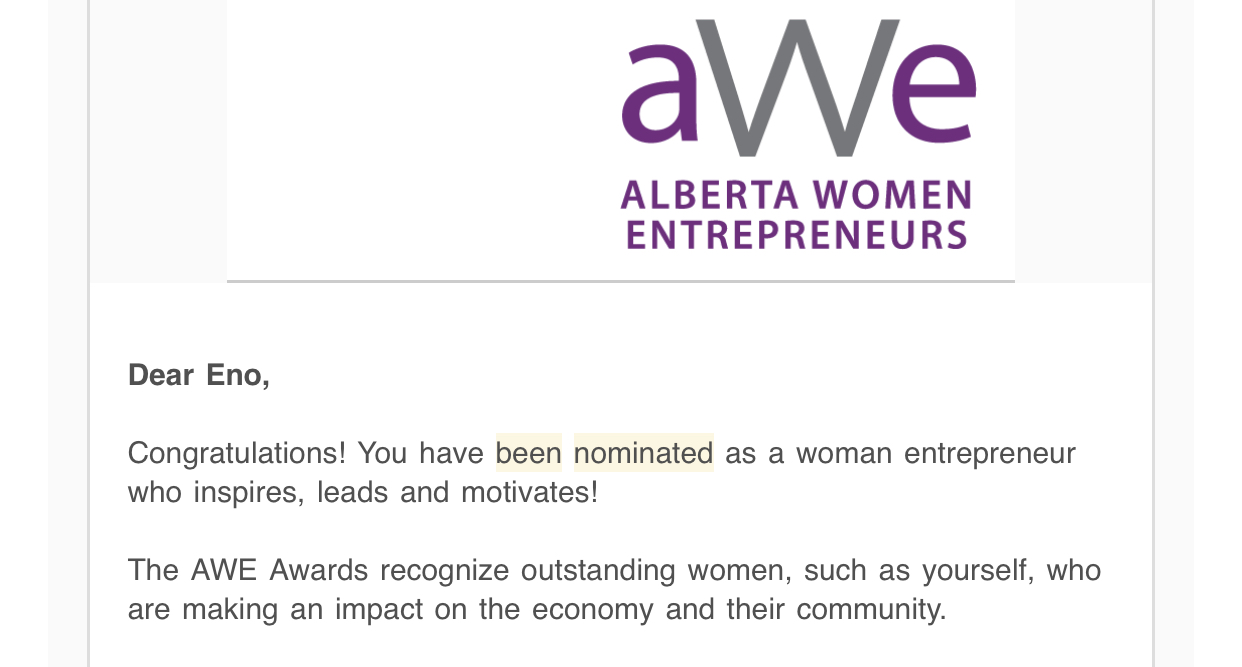 aWe
ALBERTA WOMEN
ENTREPRENEURS
Dear Eno,
Congratulations! You have been nominated as a woman entrepreneur
who inspires, leads and motivates!
The AWE Awards recognize outstanding women, such as yourself, who
are making an impact on the economy and their community.